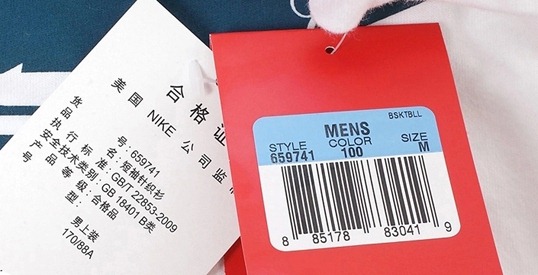 合格证
美国 NIKE 公司监制
货 号: 659741
品 名: 短袖针织衫
执行标准: GB/T 22853-2009
安全技术类别: GB 18401 B类
产品等级: 合格品
型:
男上装
170/88A
BSKTBLL
MENS
STYLE COLOR SIZE
659741 100 M
8 85178 83041 9